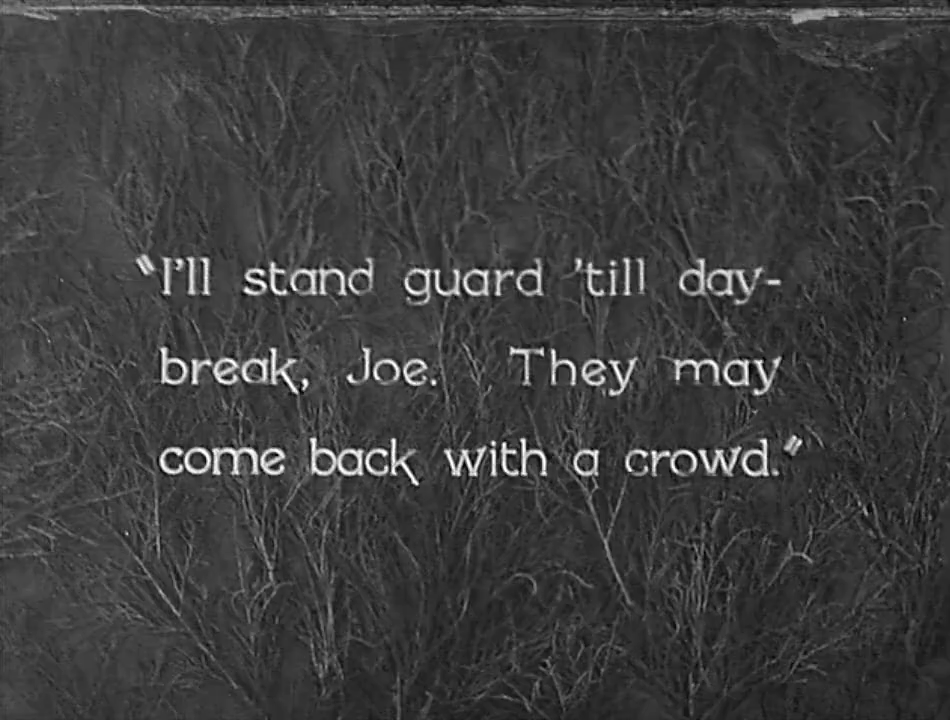 "I'll stand guard 'till day-
break, Joe. They may
come back with a crowd."